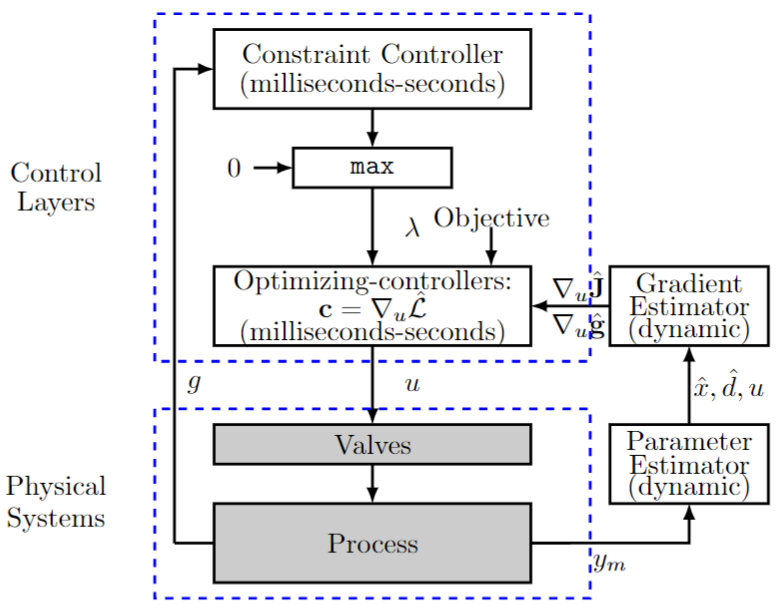 Constraint Controller
(milliseconds-seconds)
0
max
Control
Layers
λ
Objective
Optimizing-controllers:
𝐜 = ∇ᵤℒ̂
(milliseconds-seconds)
∇ᵤĴ
∇ᵤĝ
Gradient
Estimator
(dynamic)
g
u
x̂, d̂, u
Valves
Parameter
Estimator
(dynamic)
Physical
Systems
Process
yₘ